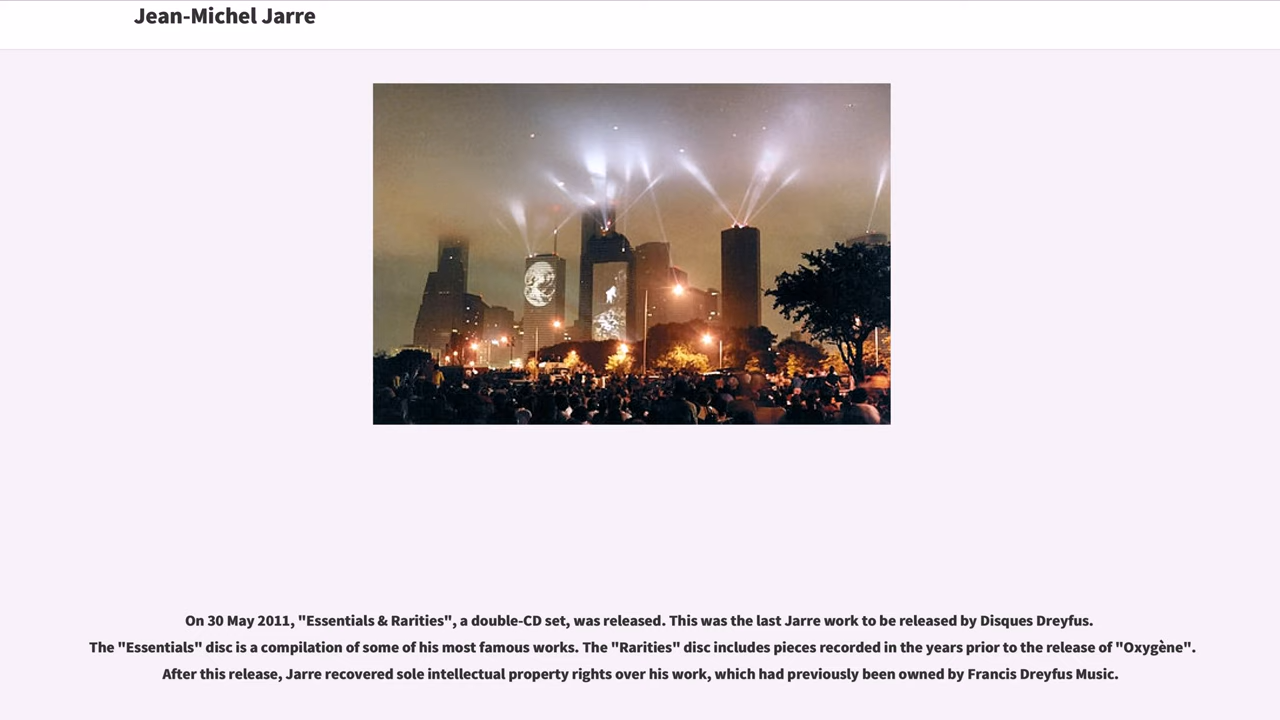 Jean-Michel Jarre
On 30 May 2011, "Essentials & Rarities", a double-CD set, was released. This was the last Jarre work to be released by Disques Dreyfus.
The "Essentials" disc is a compilation of some of his most famous works. The "Rarities" disc includes pieces recorded in the years prior to the release of "Oxygène".
After this release, Jarre recovered sole intellectual property rights over his work, which had previously been owned by Francis Dreyfus Music.